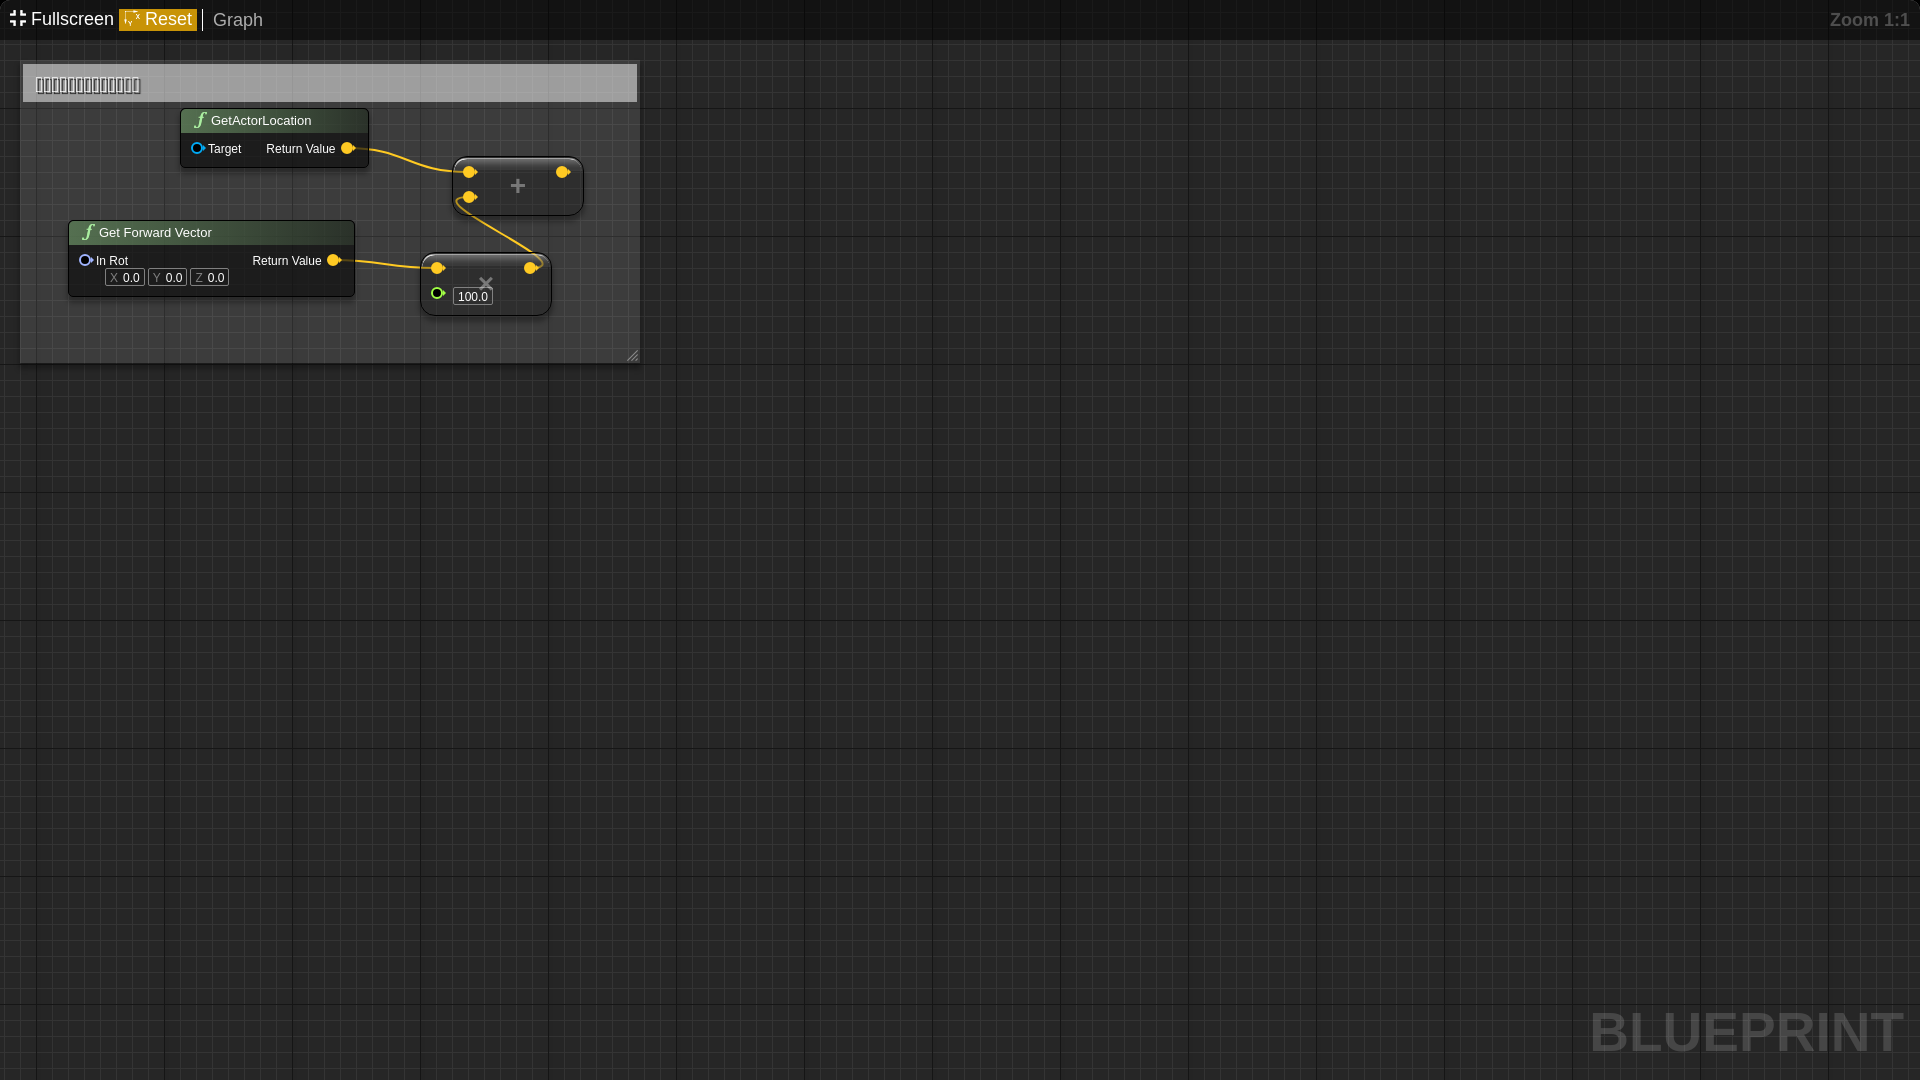 Fullscreen Reset Graph Zoom 1:1
GetActorLocation
Target Return Value
+
Get Forward Vector
In Rot Return Value
X 0.0 Y 0.0 Z 0.0
×
100.0
BLUEPRINT